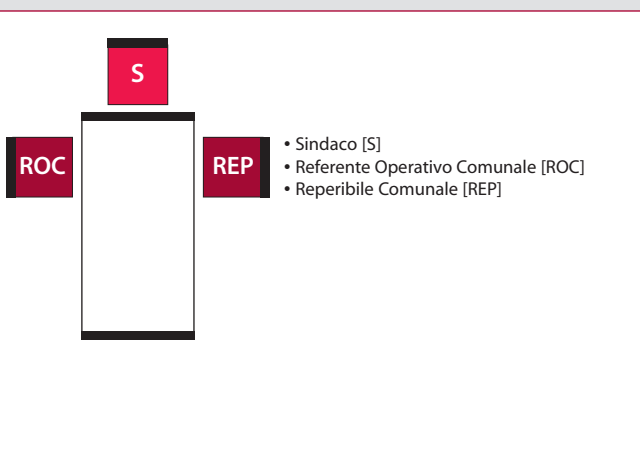 S
ROC
REP
• Sindaco [S]
• Referente Operativo Comunale [ROC]
• Reperibile Comunale [REP]